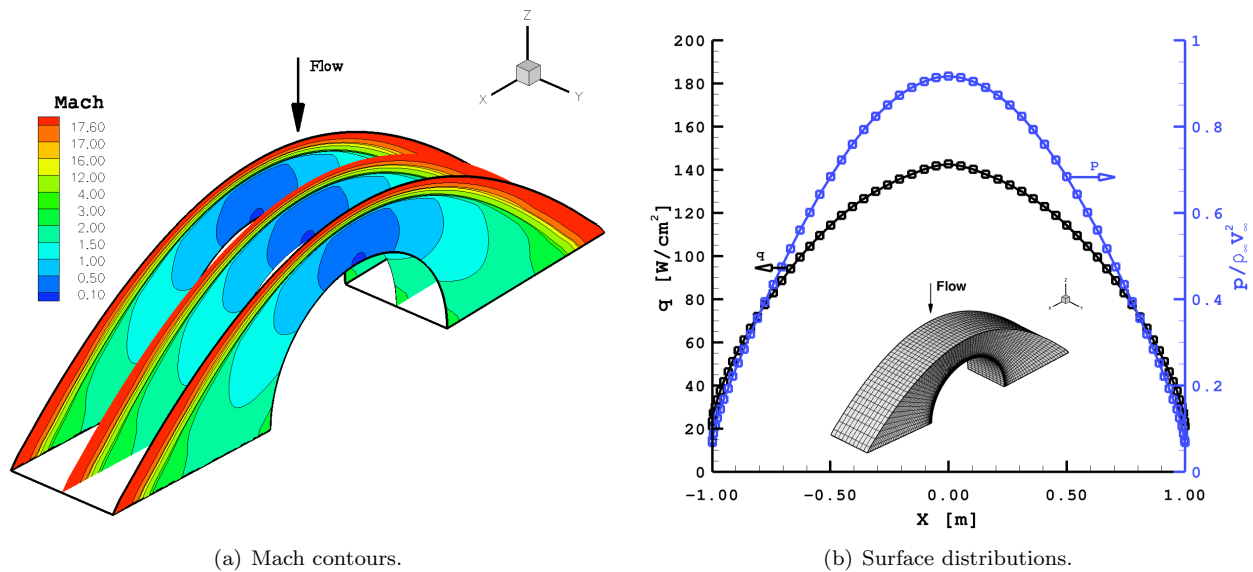 Z
X
Y
Flow
Mach
17.60
17.00
16.00
12.00
4.00
3.00
2.00
1.50
1.00
0.50
0.10
(a) Mach contours.
200
180
160
140
120
100
80
60
40
20
0
q [W/cm²]
1
0.8
0.6
0.4
0.2
0
p/ρ∞V²∞
p
q
Flow
Z
X
Y
-1.00 -0.50 0.00 0.50 1.00
X [m]
(b) Surface distributions.